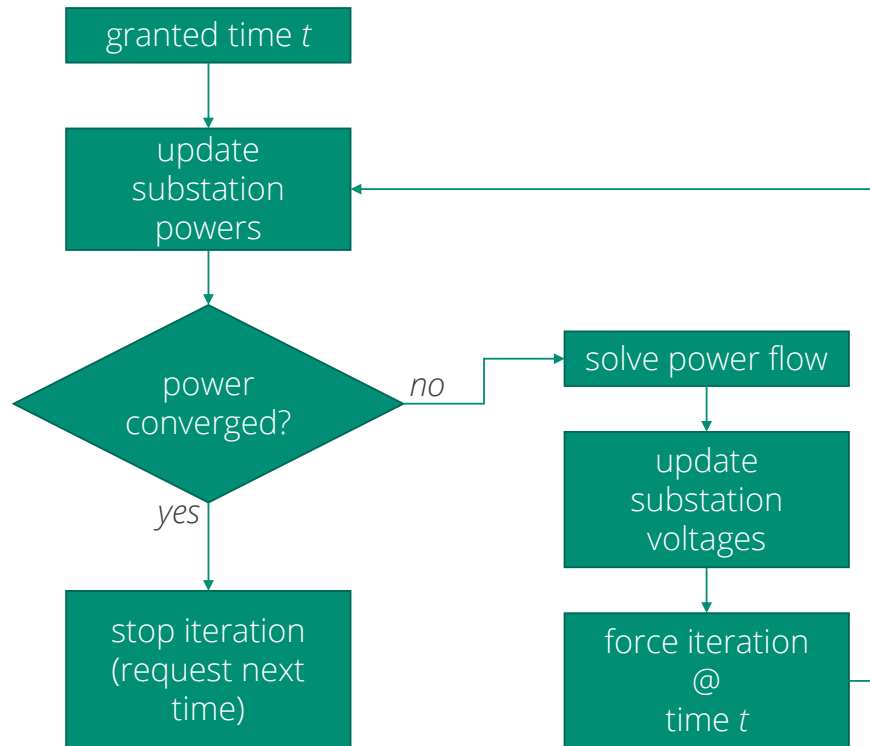 granted time t
update
substation
powers
power
converged?
no
yes
stop iteration
(request next
time)
solve power flow
update
substation
voltages
force iteration
@
time t